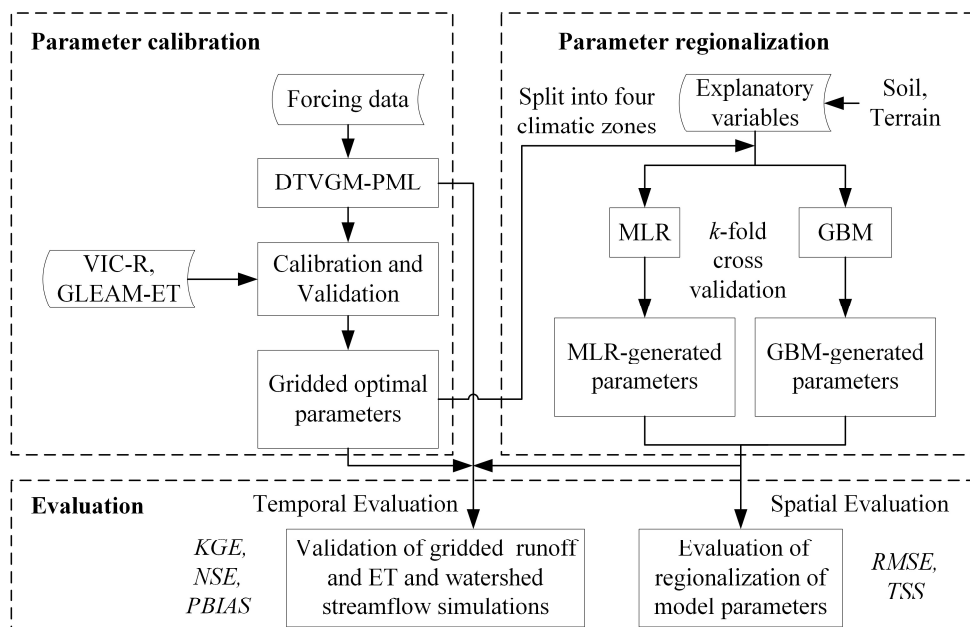 Parameter calibration
Forcing data
DTVGM-PML
VIC-R,
GLEAM-ET
Calibration and
Validation
Gridded optimal
parameters
Parameter regionalization
Split into four
climatic zones
Explanatory
variables
Soil,
Terrain
MLR
k-fold
cross
validation
GBM
MLR-generated
parameters
GBM-generated
parameters
Evaluation
Temporal Evaluation
KGE,
NSE,
PBIAS
Validation of gridded runoff
and ET and watershed
streamflow simulations
Spatial Evaluation
Evaluation of
regionalization of
model parameters
RMSE,
TSS